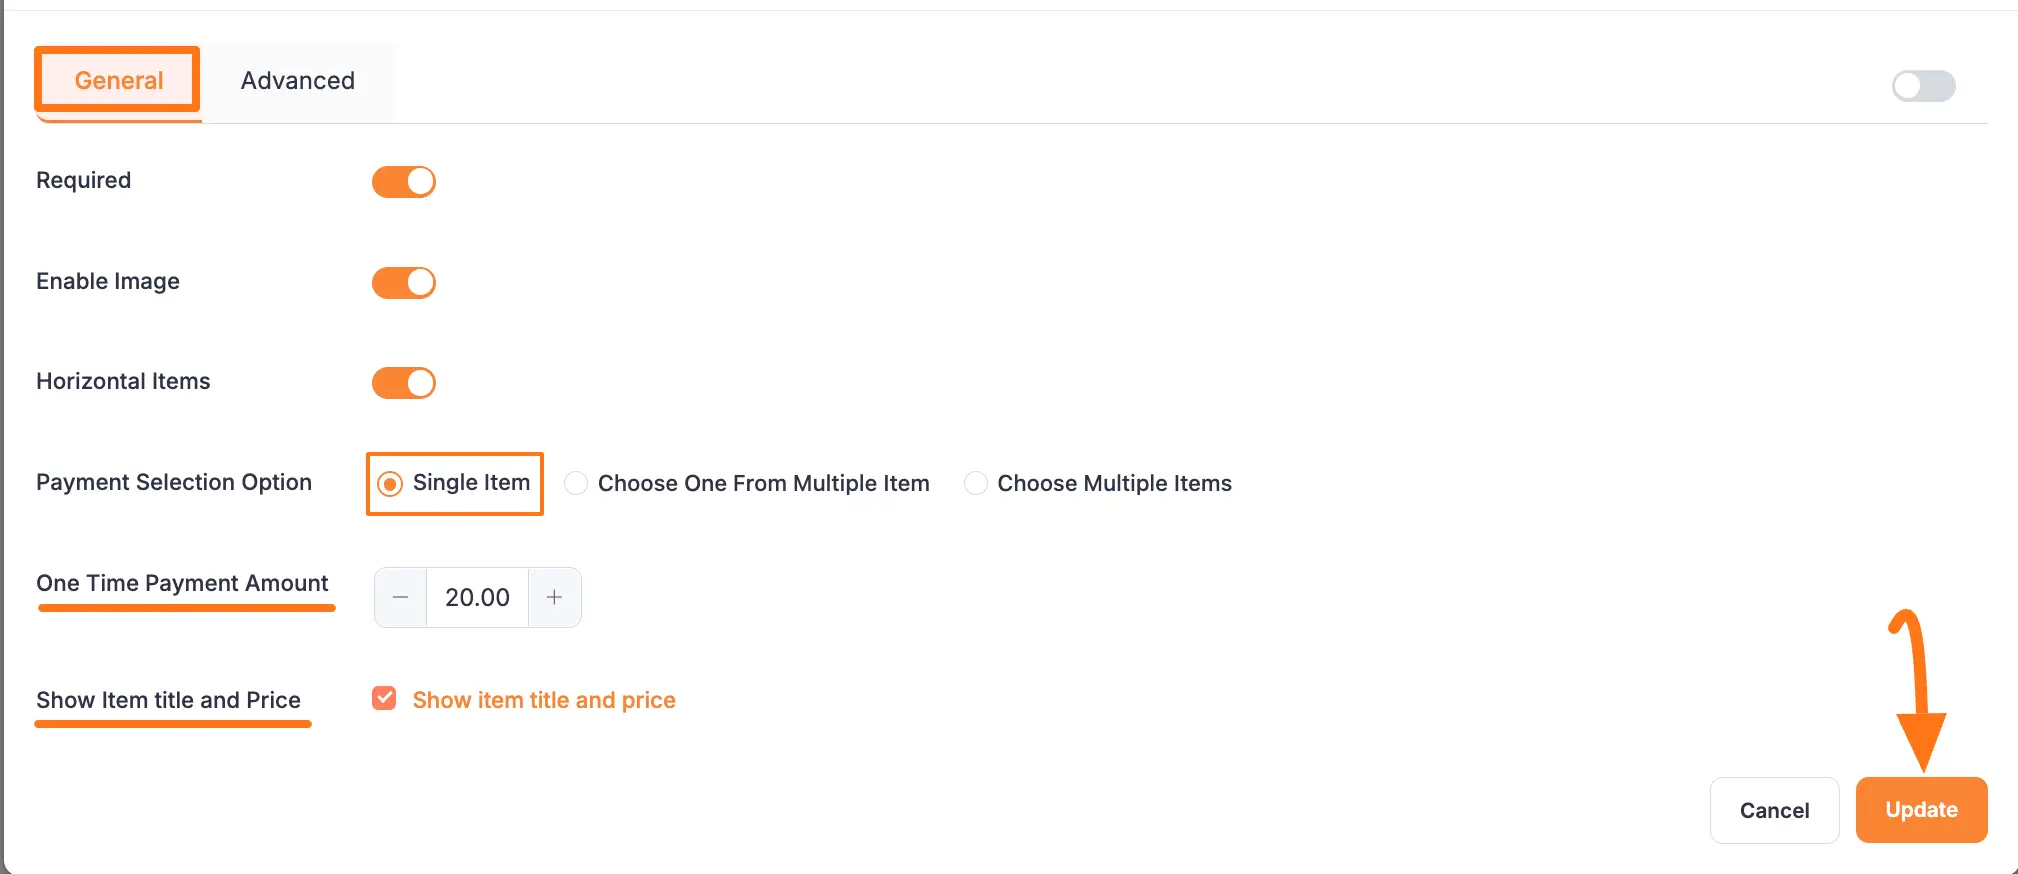 General Advanced
Required
Enable Image
Horizontal Items
Payment Selection Option Single Item Choose One From Multiple Item Choose Multiple Items
One Time Payment Amount − 20.00 +
Show Item title and Price Show item title and price
Cancel Update